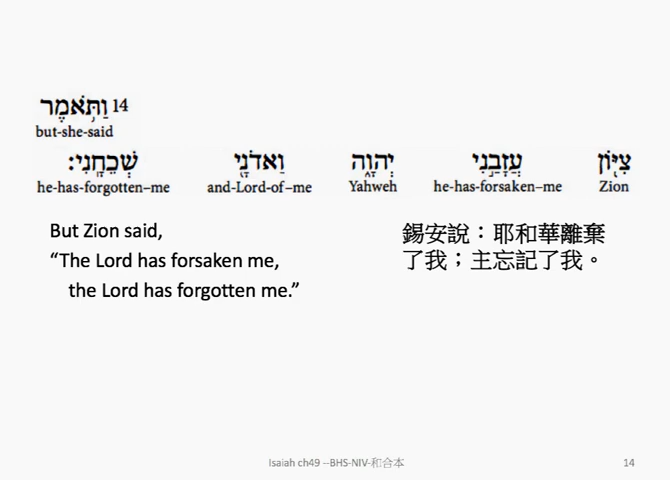 14 וַתֹּ֥אמֶר
but-she-said
צִיּ֖וֹן עֲזָבַ֣נִי יְהוָ֑ה וַאדֹנָ֖י שְׁכֵחָֽנִי׃
he-has-forgotten–me and-Lord-of–me Yahweh he-has-forsaken–me Zion
But Zion said,
“The Lord has forsaken me,
the Lord has forgotten me.”
錫安說：耶和華離棄
了我；主忘記了我。
Isaiah ch49 --BHS-NIV-和合本
14